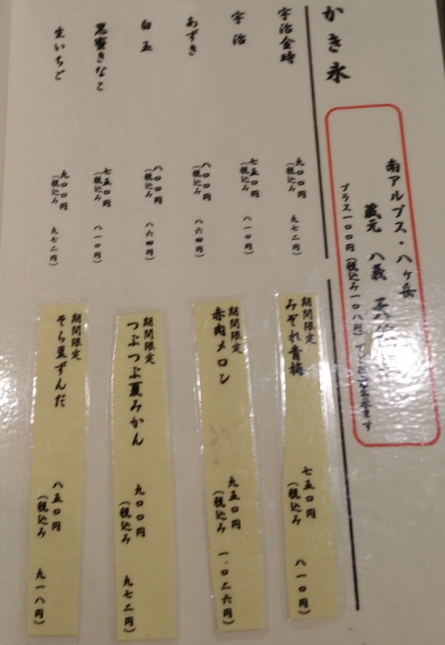 かき氷
南アルプス・八ヶ岳
蔵元 八義
プラス一〇〇円(税込み一〇八円)
宇治金時
九〇〇円
(税込み 九七二円)
宇治
七五〇円
(税込み 八一〇円)
あずき
八〇〇円
(税込み 八六四円)
白玉
八〇〇円
(税込み 八六四円)
黒蜜きなこ
七五〇円
(税込み 八一〇円)
生いちご
九〇〇円
(税込み 九七二円)
期間限定
みぞれ青梅
七五〇円
(税込み 八一〇円)
期間限定
赤肉メロン
九五〇円
(税込み 一、〇二六円)
期間限定
つぶつぶ夏みかん
九〇〇円
(税込み 九七二円)
期間限定
そら豆ずんだ
八五〇円
(税込み 九一八円)